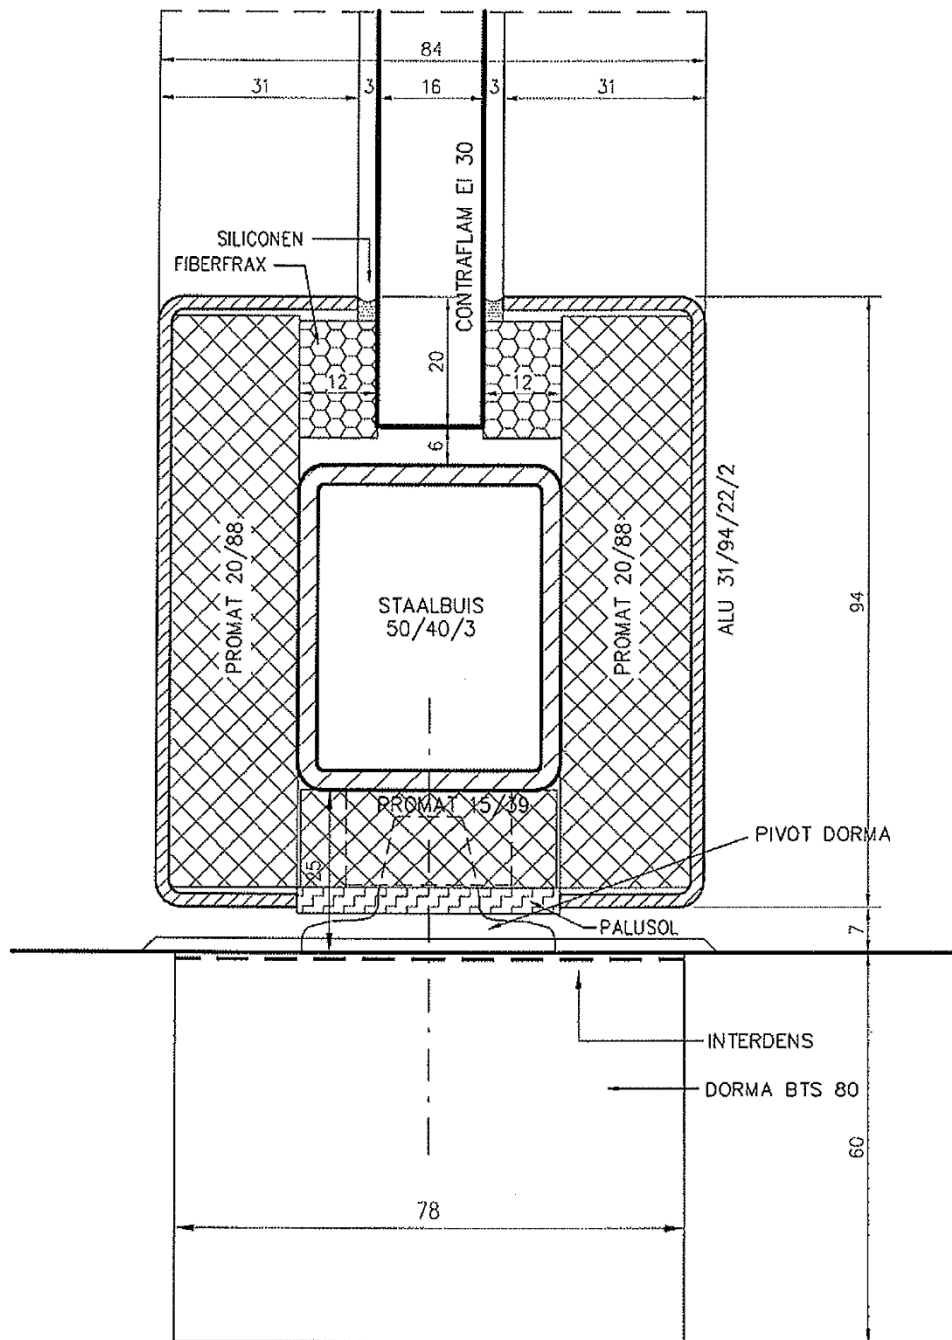 84
31
3
16
3
31
CONTRAFLAM EI 30
SILICONEN
FIBERFRAX
20
12
12
6
PROMAT 20/88
STAALBUIS
50/40/3
PROMAT 20/88
ALU 31/94/22/2
94
PROMAT 15/39
25
PIVOT DORMA
PALUSOL
7
INTERDENS
DORMA BTS 80
60
78